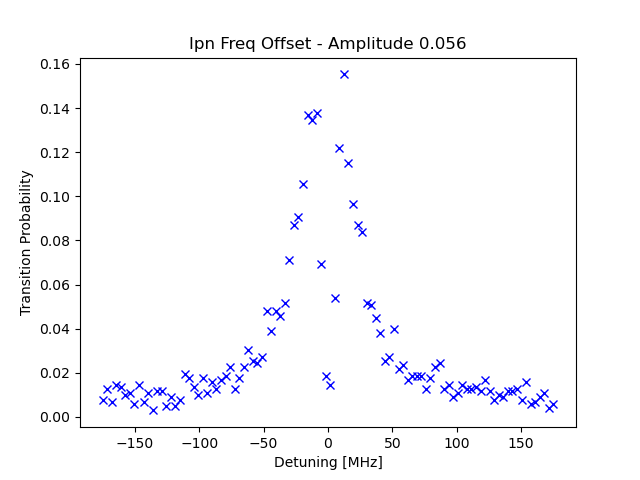 Ipn Freq Offset - Amplitude 0.056
0.16
0.14
0.12
0.10
0.08
0.06
0.04
0.02
0.00
Transition Probability
−150 −100 −50 0 50 100 150
Detuning [MHz]